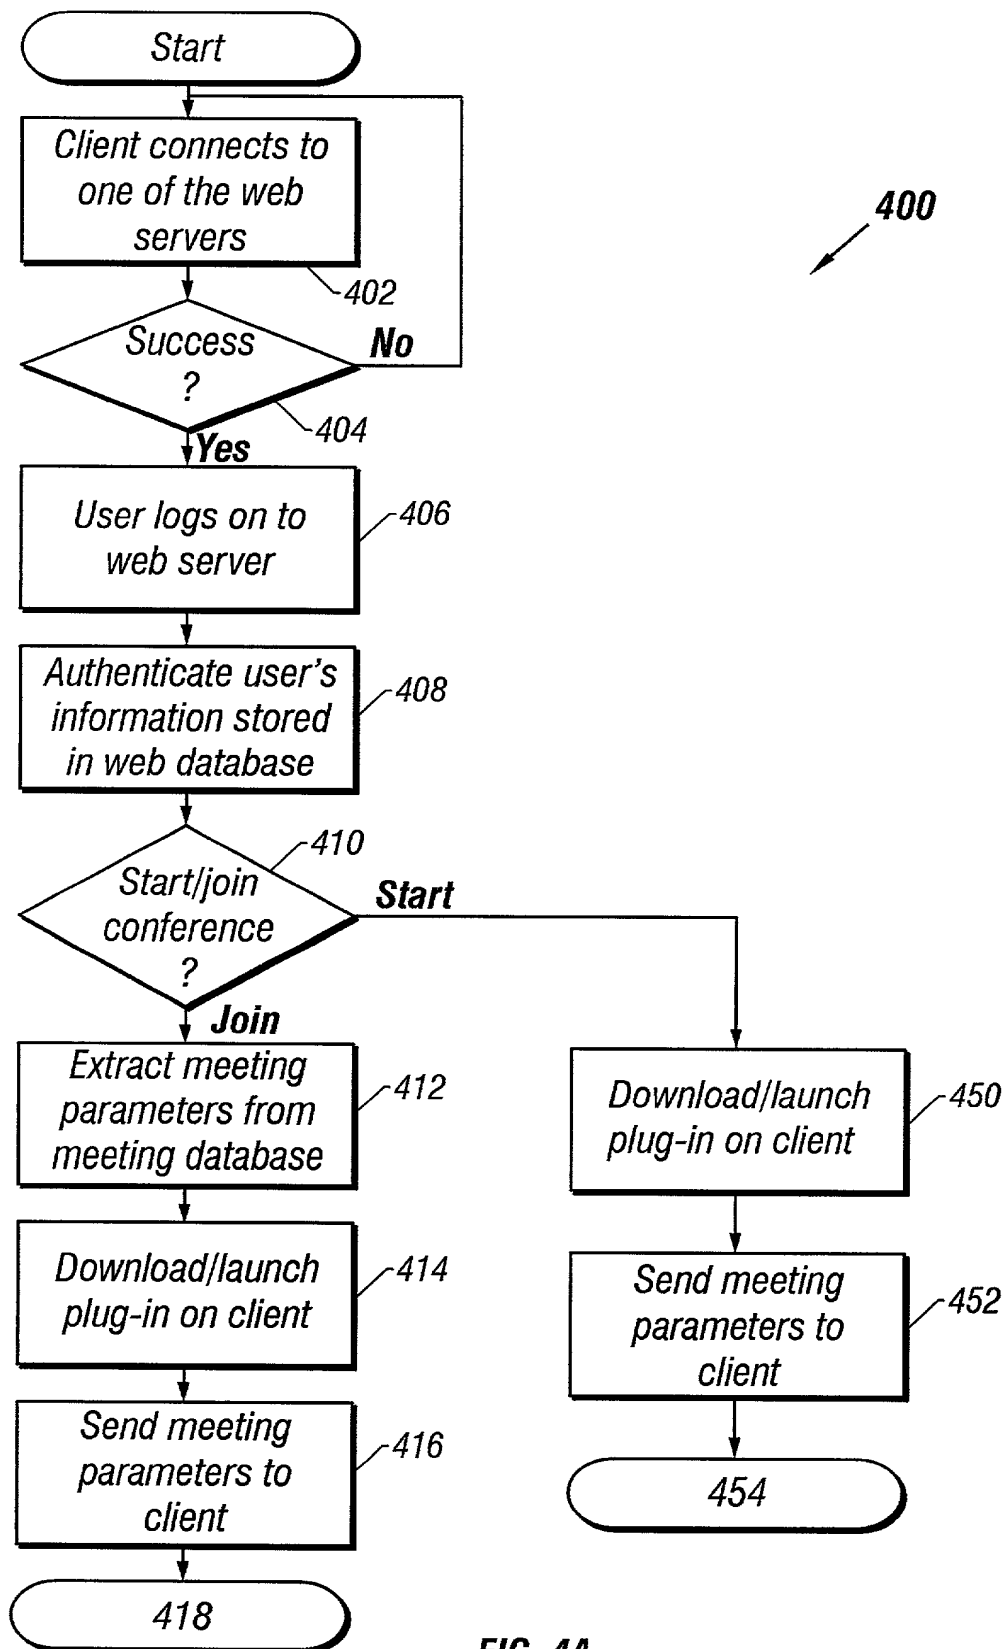 Start
Client connects to
one of the web
servers
402
400
Success
?
No
404
Yes
User logs on to
web server
406
Authenticate user's
information stored
in web database
408
410
Start/join
conference
?
Start
Join
Extract meeting
parameters from
meeting database
412
Download/launch
plug-in on client
414
Send meeting
parameters to
client
416
418
Download/launch
plug-in on client
450
Send meeting
parameters to
client
452
454
FIG. 4A